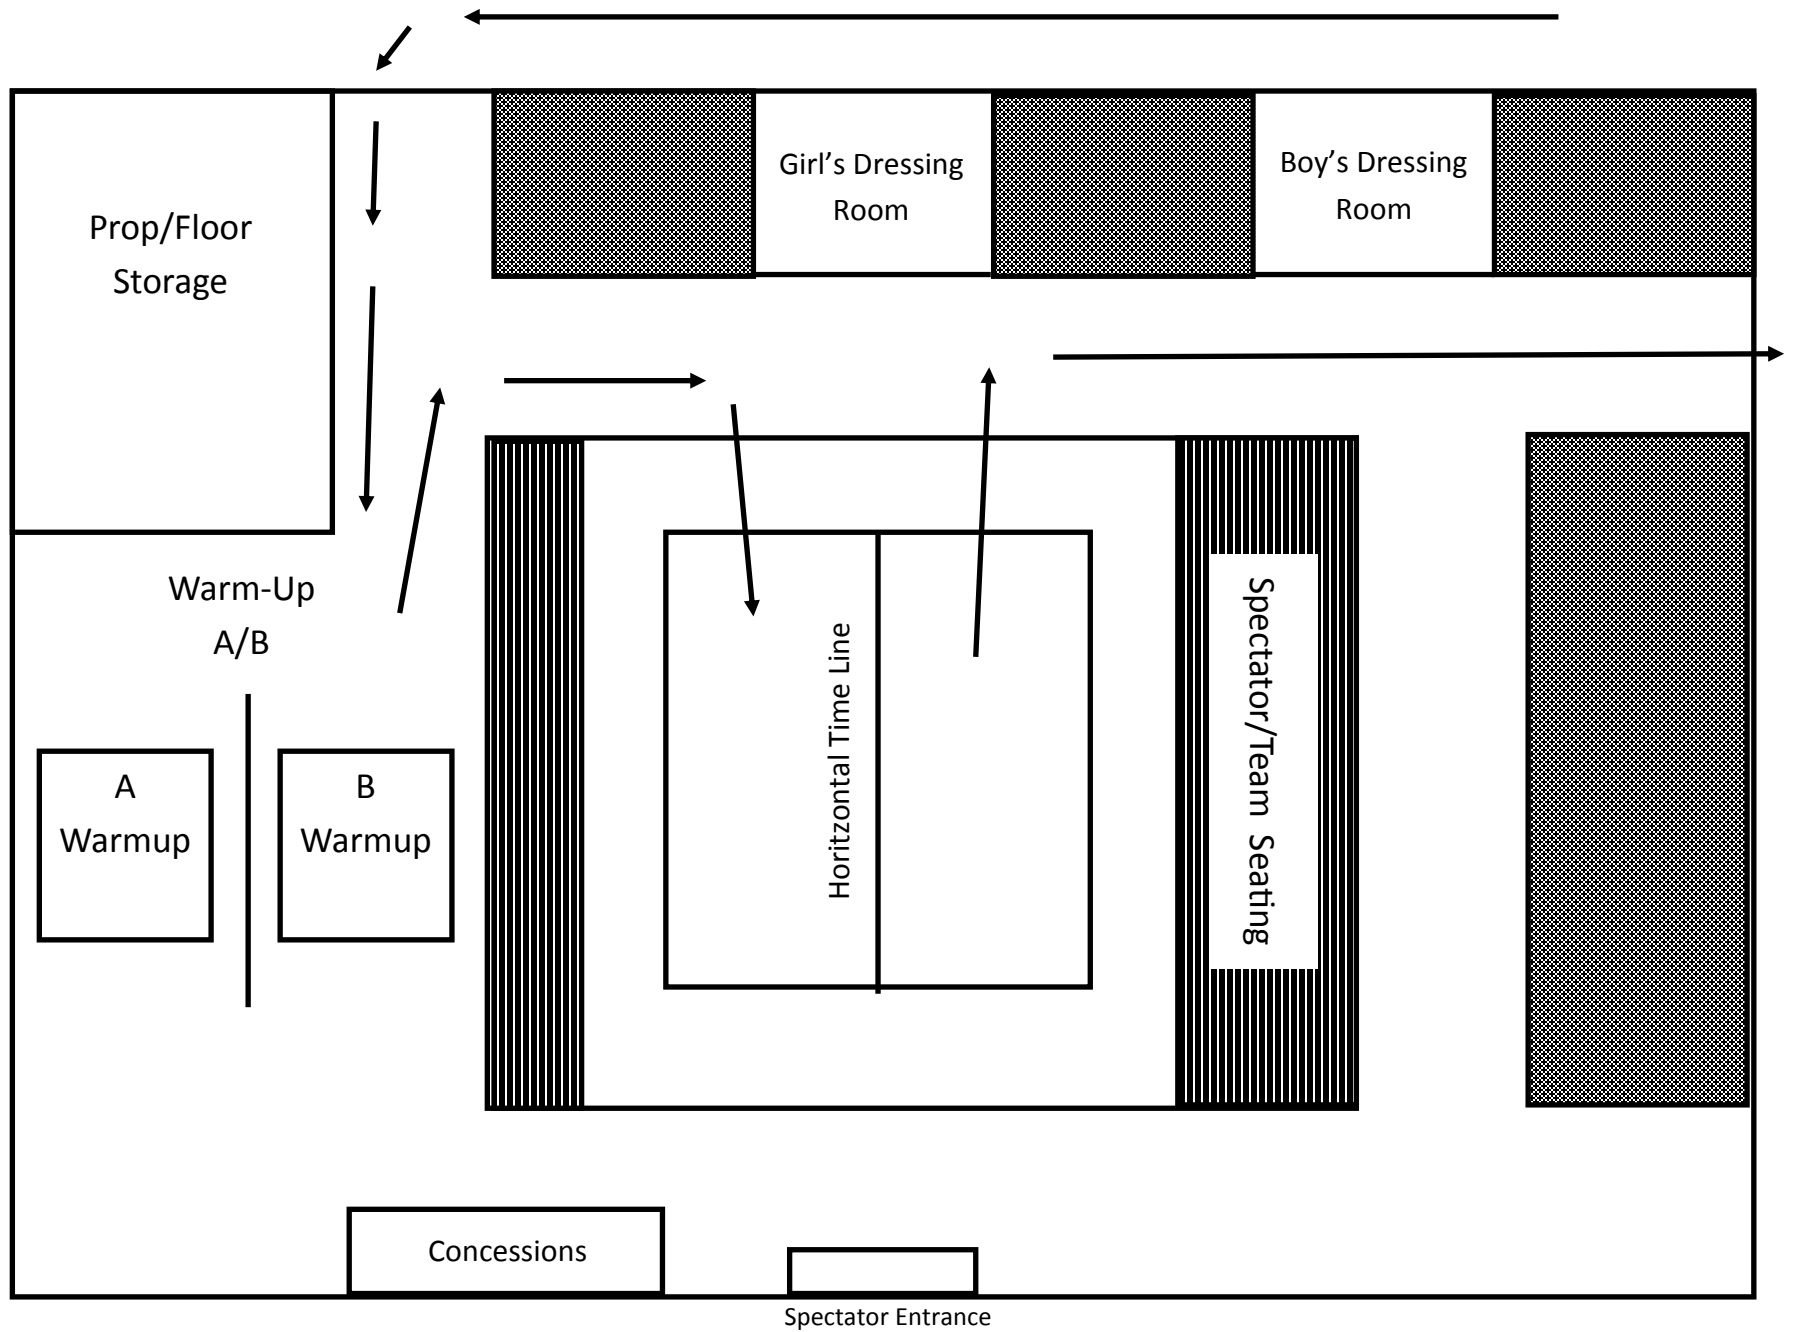 Girl’s Dressing
Room
Boy’s Dressing
Room
Prop/Floor
Storage
Warm-Up
A/B
A
Warmup
B
Warmup
Horitzontal Time Line
Spectator/Team Seating
Concessions
Spectator Entrance